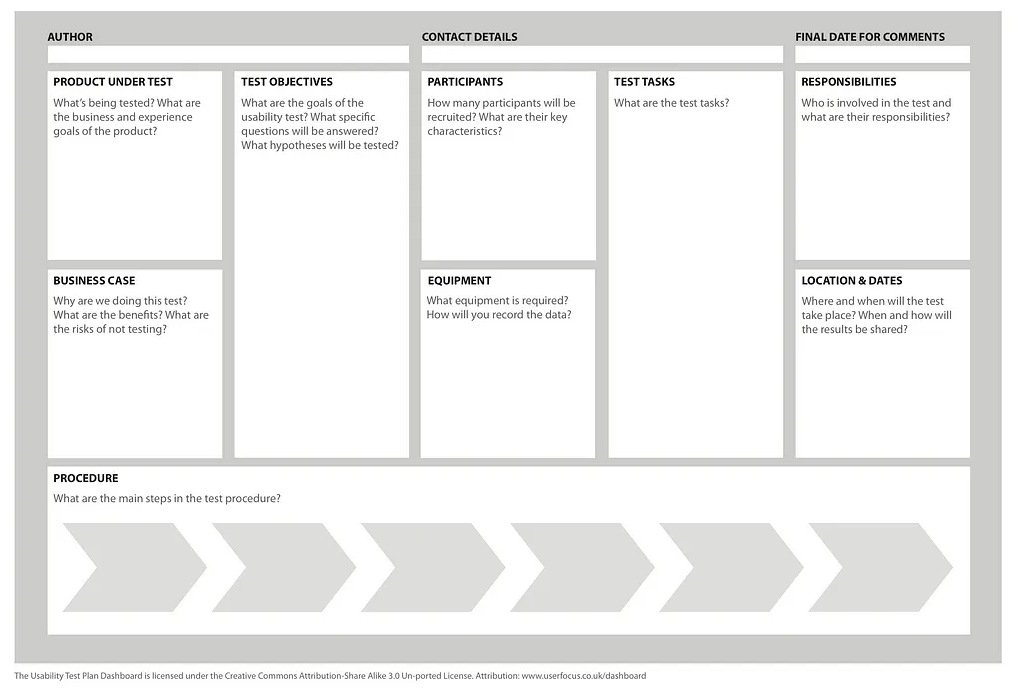 AUTHOR
CONTACT DETAILS
FINAL DATE FOR COMMENTS
PRODUCT UNDER TEST
What's being tested? What are
the business and experience
goals of the product?
TEST OBJECTIVES
What are the goals of the
usability test? What specific
questions will be answered?
What hypotheses will be tested?
PARTICIPANTS
How many participants will be
recruited? What are their key
characteristics?
TEST TASKS
What are the test tasks?
RESPONSIBILITIES
Who is involved in the test and
what are their responsibilities?
BUSINESS CASE
Why are we doing this test?
What are the benefits? What are
the risks of not testing?
EQUIPMENT
What equipment is required?
How will you record the data?
LOCATION & DATES
Where and when will the test
take place? When and how will
the results be shared?
PROCEDURE
What are the main steps in the test procedure?
The Usability Test Plan Dashboard is licensed under the Creative Commons Attribution-Share Alike 3.0 Un-ported License. Attribution: www.userfocus.co.uk/dashboard